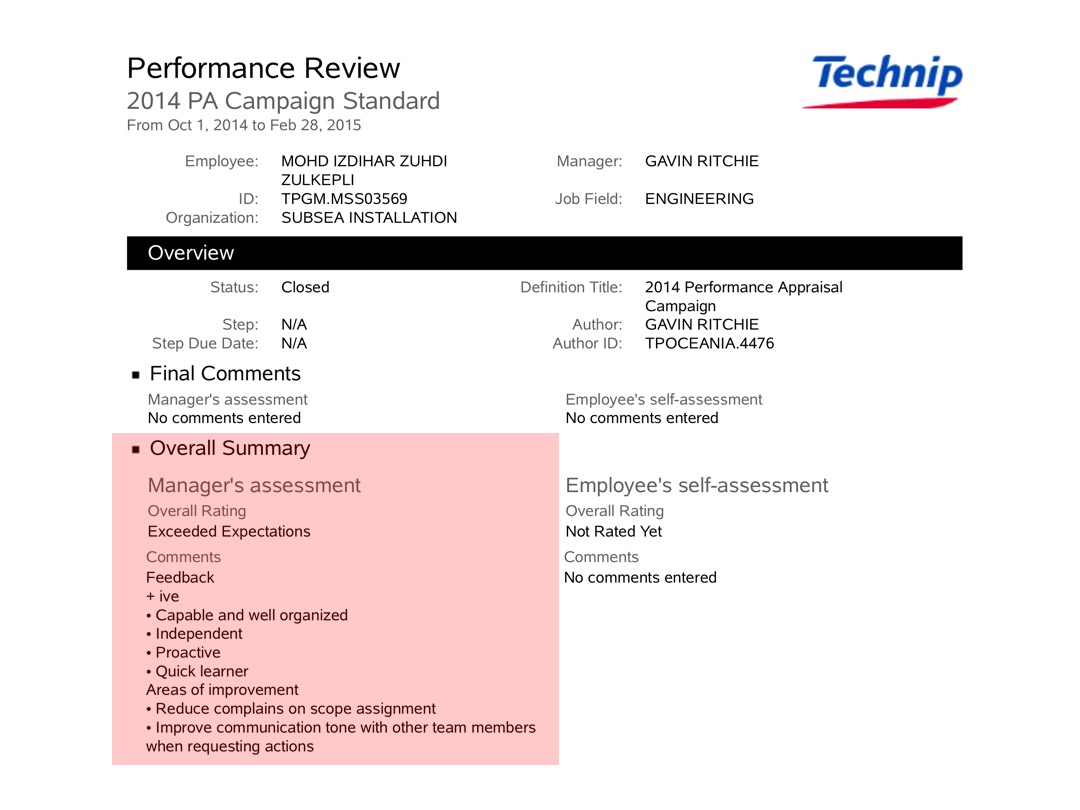 Performance Review
Technip
2014 PA Campaign Standard
From Oct 1, 2014 to Feb 28, 2015
Employee: MOHD IZDIHAR ZUHDI ZULKEPLI
Manager: GAVIN RITCHIE
ID: TPGM.MSS03569
Job Field: ENGINEERING
Organization: SUBSEA INSTALLATION
Overview
Status: Closed
Definition Title: 2014 Performance Appraisal Campaign
Step: N/A
Author: GAVIN RITCHIE
Step Due Date: N/A
Author ID: TPOCEANIA.4476
▪ Final Comments
Manager's assessment
No comments entered
Employee's self-assessment
No comments entered
▪ Overall Summary
Manager's assessment
Overall Rating
Exceeded Expectations
Comments
Feedback
+ ive
• Capable and well organized
• Independent
• Proactive
• Quick learner
Areas of improvement
• Reduce complains on scope assignment
• Improve communication tone with other team members
when requesting actions
Employee's self-assessment
Overall Rating
Not Rated Yet
Comments
No comments entered